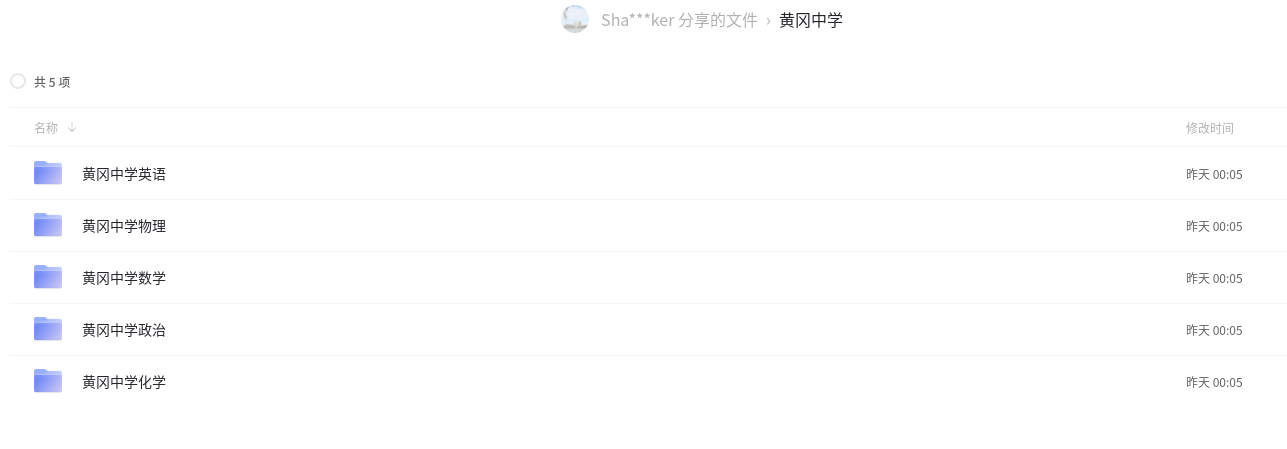 Sha***ker 分享的文件 › 黄冈中学
共 5 项
名称 ↓ 修改时间
黄冈中学英语 昨天 00:05
黄冈中学物理 昨天 00:05
黄冈中学数学 昨天 00:05
黄冈中学政治 昨天 00:05
黄冈中学化学 昨天 00:05